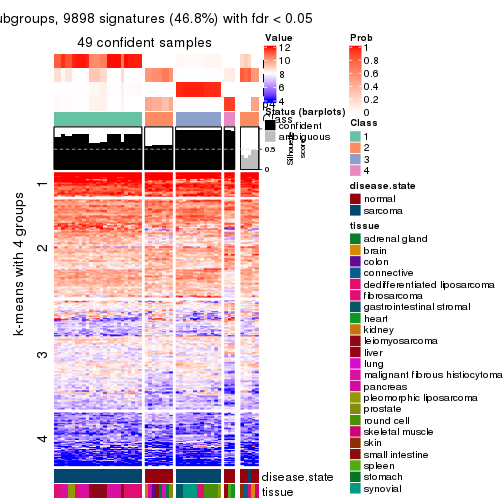 ubgroups, 9898 signatures (46.8%) with fdr < 0.05
49 confident samples
k-means with 4 groups
1
2
3
4
Class
Status (barplots)
confident
ambiguous
0.5
0
Silhouette
score
disease.state
tissue
Value
12
10
8
6
4
Prob
1
0.8
0.6
0.4
0.2
0
Class
1
2
3
4
disease.state
normal
sarcoma
tissue
adrenal gland
brain
colon
connective
dedifferentiated liposarcoma
fibrosarcoma
gastrointestinal stromal
heart
kidney
leiomyosarcoma
liver
lung
malignant fibrous histiocytoma
pancreas
pleomorphic liposarcoma
prostate
round cell
skeletal muscle
skin
small intestine
spleen
stomach
synovial